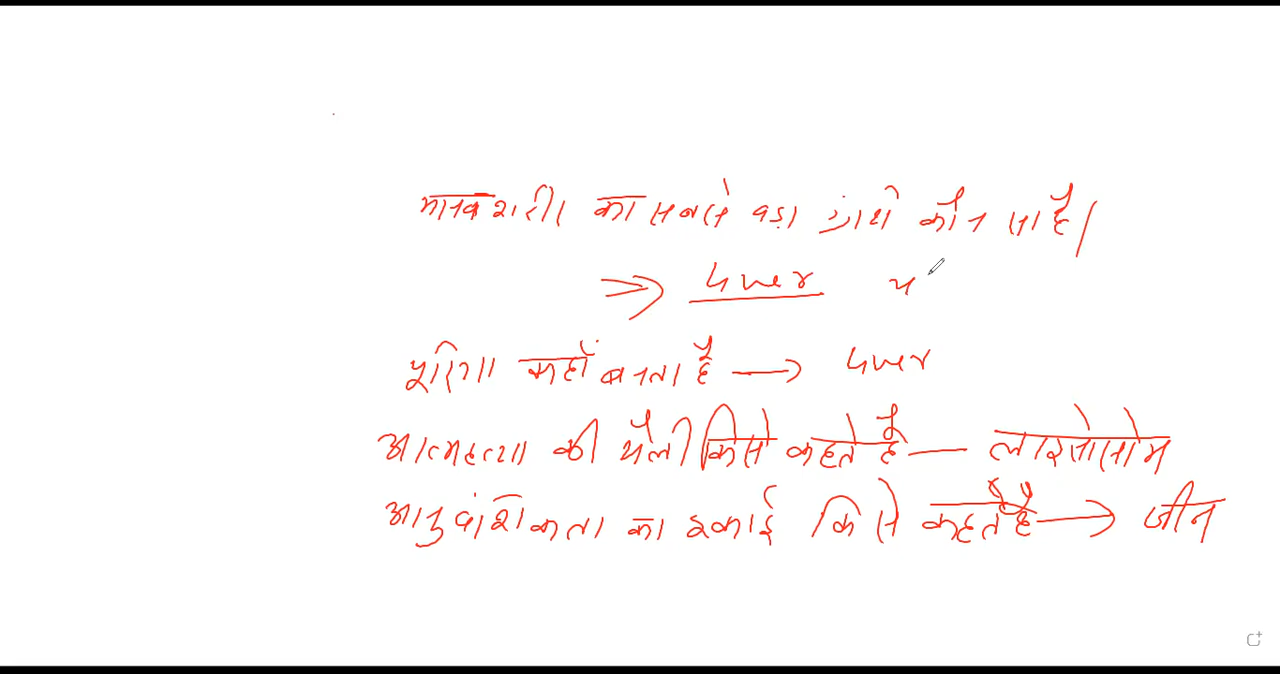 मानव शरीर का सबसे बड़ा ग्रंथी कौन सा है|
⇒ Liver य
यूरिया कहाँ बनता है → Liver
आत्महत्या की थैली किसे कहते है — लाइसोसोम
आनुवांशिकता का इकाई किसे कहते है → जीन